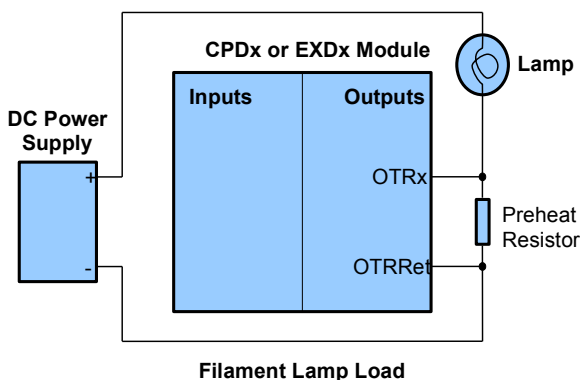 CPDx or EXDx Module
Lamp
Inputs
Outputs
DC Power
Supply
+
-
OTRx
Preheat
Resistor
OTRRet
Filament Lamp Load